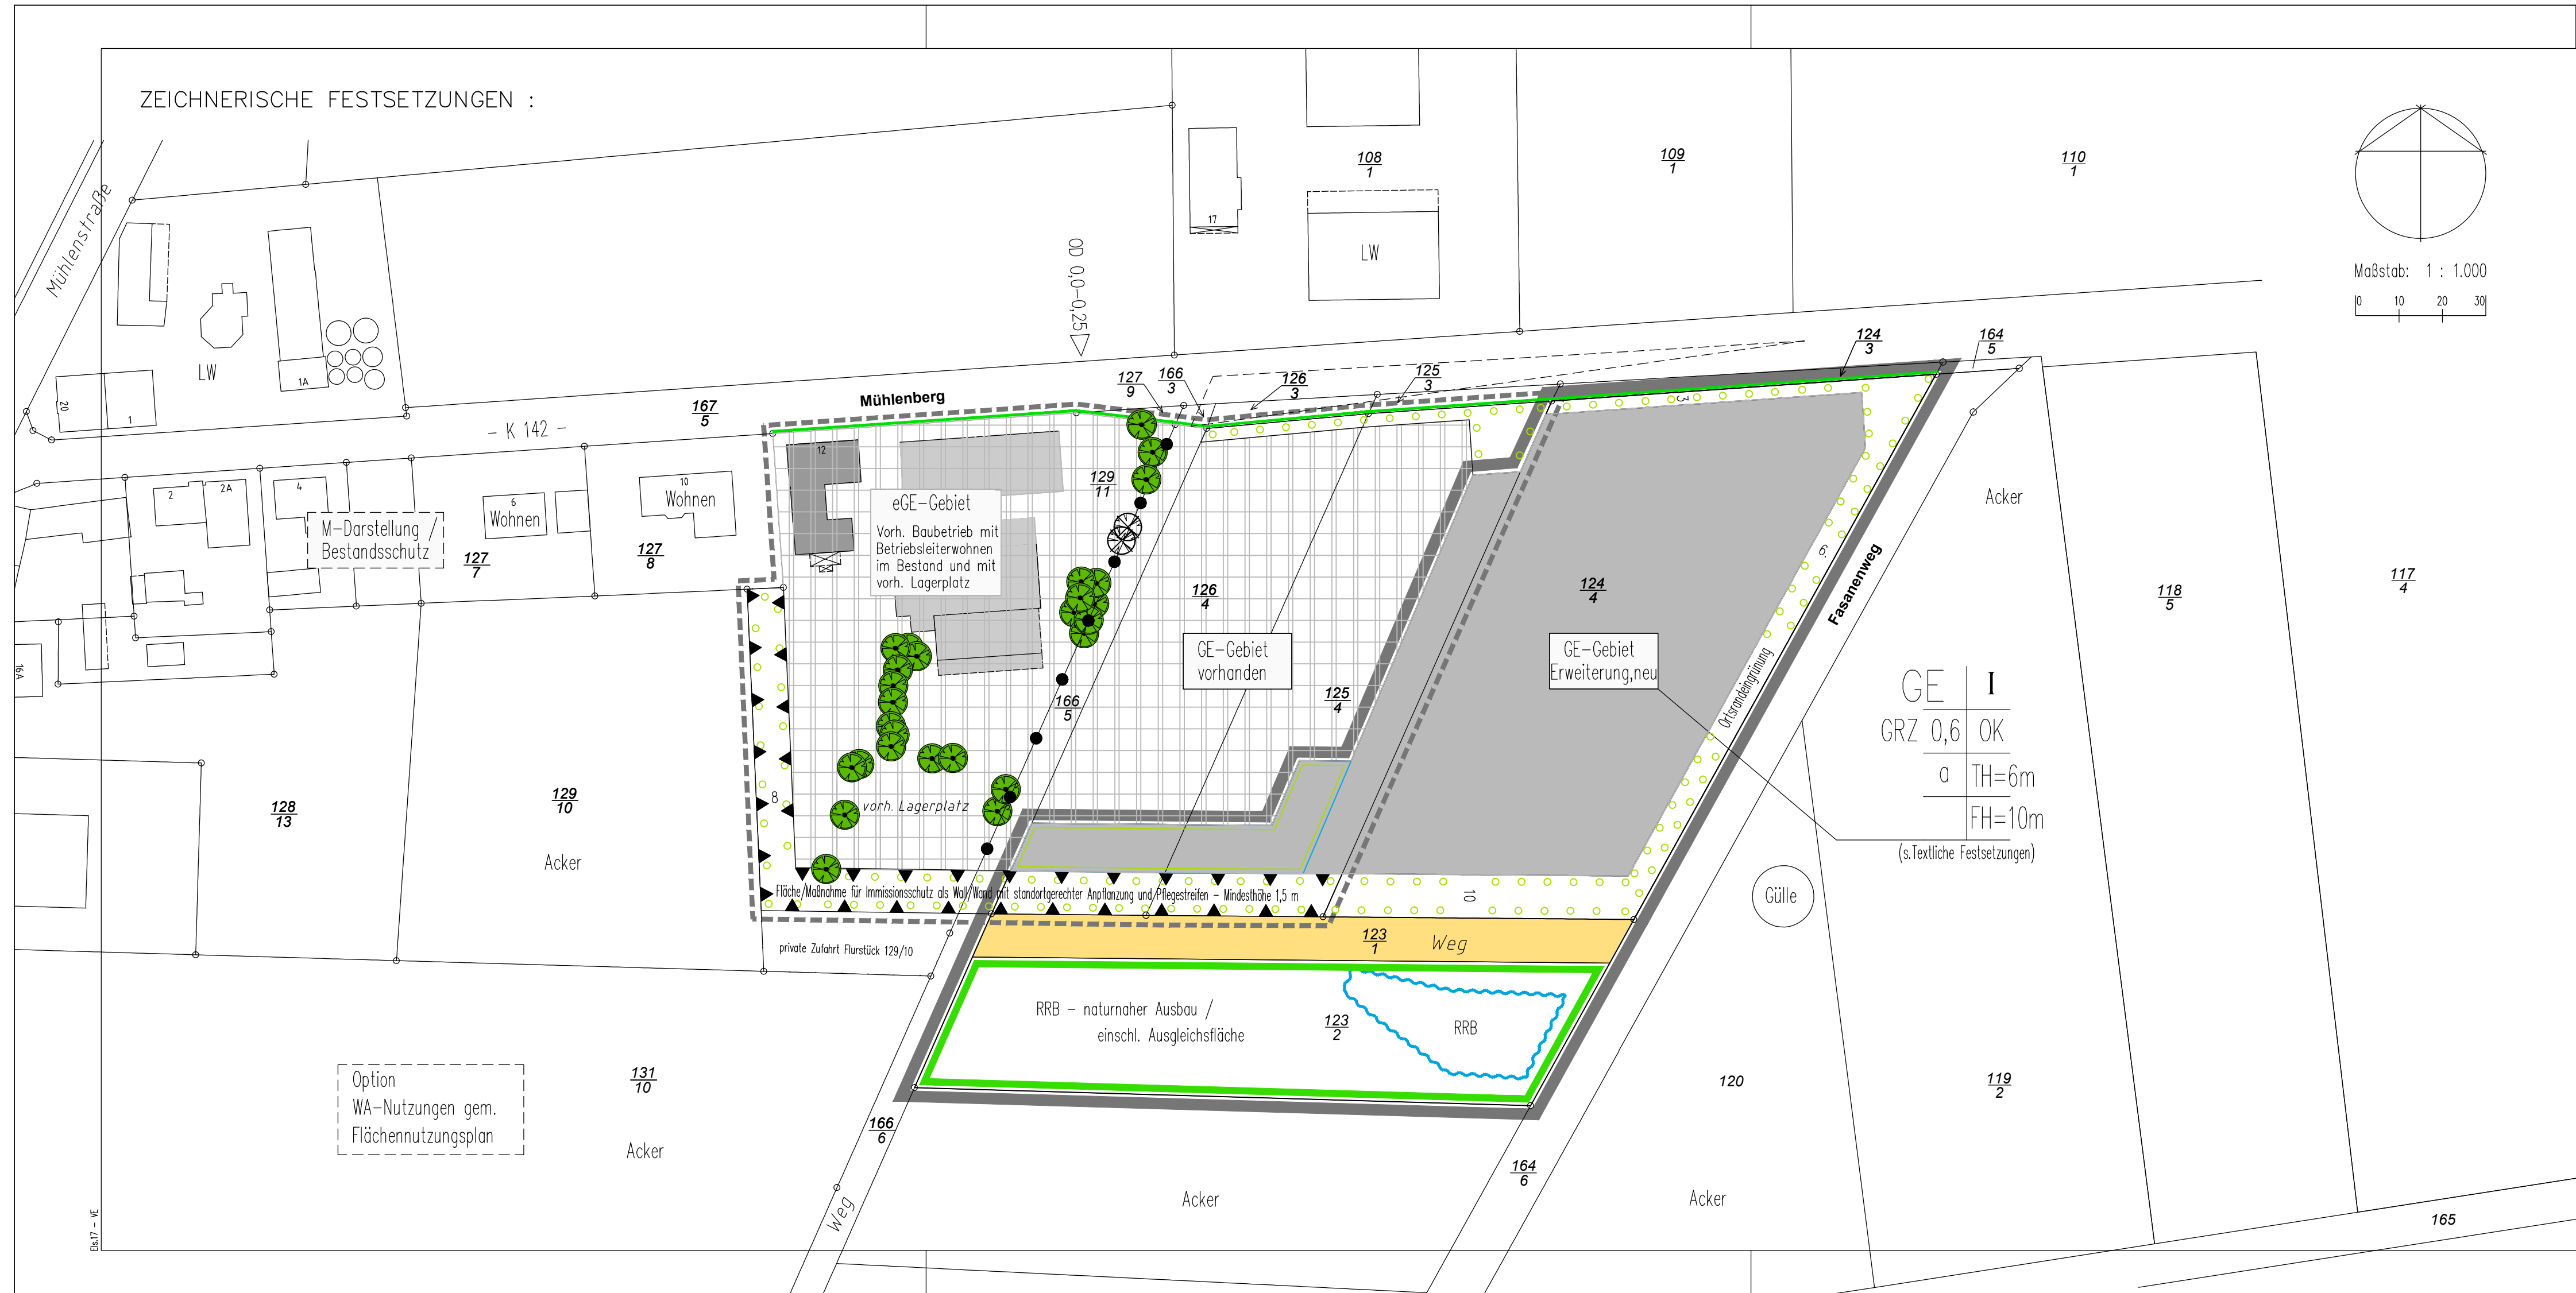 ZEICHNERISCHE FESTSETZUNGEN :
Mühlenstraße
LW
1A
20
1
17
108
1
LW
109
1
110
1
Maßstab: 1 : 1.000
0 10 20 30
OD 0,0-0,25
- K 142 -
167
5
Mühlenberg
127
9
166
3
126
3
125
3
124
3
164
5
2
2A
4
M-Darstellung /
Bestandsschutz
6
Wohnen
10
Wohnen
127
7
127
8
16A
12
eGE-Gebiet
Vorh. Baubetrieb mit
Betriebsleiterwohnen
im Bestand und mit
vorh. Lagerplatz
129
11
126
4
GE-Gebiet
vorhanden
125
4
166
5
3
124
4
GE-Gebiet
Erweiterung,neu
6.
Ortsrandeingrünung
Fasanenweg
Acker
118
5
117
4
GE I
GRZ 0,6 OK
a TH=6m
FH=10m
(s.Textliche Festsetzungen)
Gülle
128
13
129
10
Acker
8
vorh. Lagerplatz
Fläche/Maßnahme für Immissionsschutz als Wall/Wand mit standortgerechter Anpflanzung und Pflegestreifen - Mindesthöhe 1,5 m
10
private Zufahrt Flurstück 129/10
123
1
Weg
RRB - naturnaher Ausbau /
einschl. Ausgleichsfläche
123
2
RRB
Option
WA-Nutzungen gem.
Flächennutzungsplan
131
10
Acker
166
6
Weg
Acker
164
6
120
Acker
119
2
165
Els.17 - VE